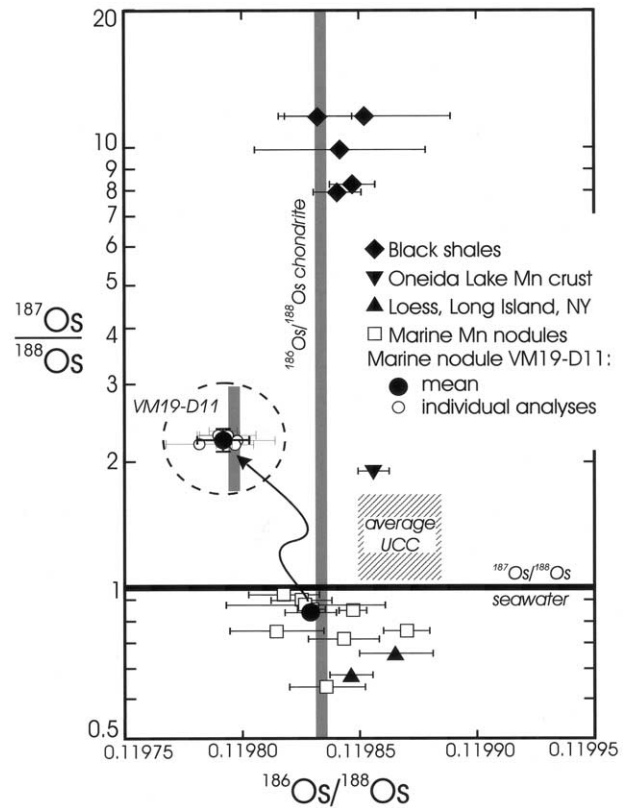 20
10
9
8
7
6
5
4
3
2
1
0.5
187Os
188Os
186Os/188Os chondrite
Black shales
Oneida Lake Mn crust
Loess, Long Island, NY
Marine Mn nodules
Marine nodule VM19-D11:
mean
individual analyses
VM19-D11
average
UCC
187Os/188Os
seawater
0.11975 0.11980 0.11985 0.11990 0.11995
186Os/188Os